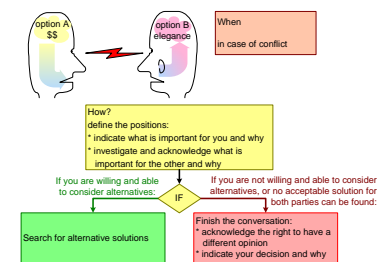 option A
$$
option B
elegance
When
in case of conflict
How?
define the positions:
* indicate what is important for you and why
* investigate and acknowledge what is
important for the other and why
If you are willing and able
to consider alternatives:
IF
If you are not willing and able to consider
alternatives, or no acceptable solution for
both parties can be found:
Search for alternative solutions
Finish the conversation:
* acknowledge the right to have a
different opinion
* indicate your decision and why